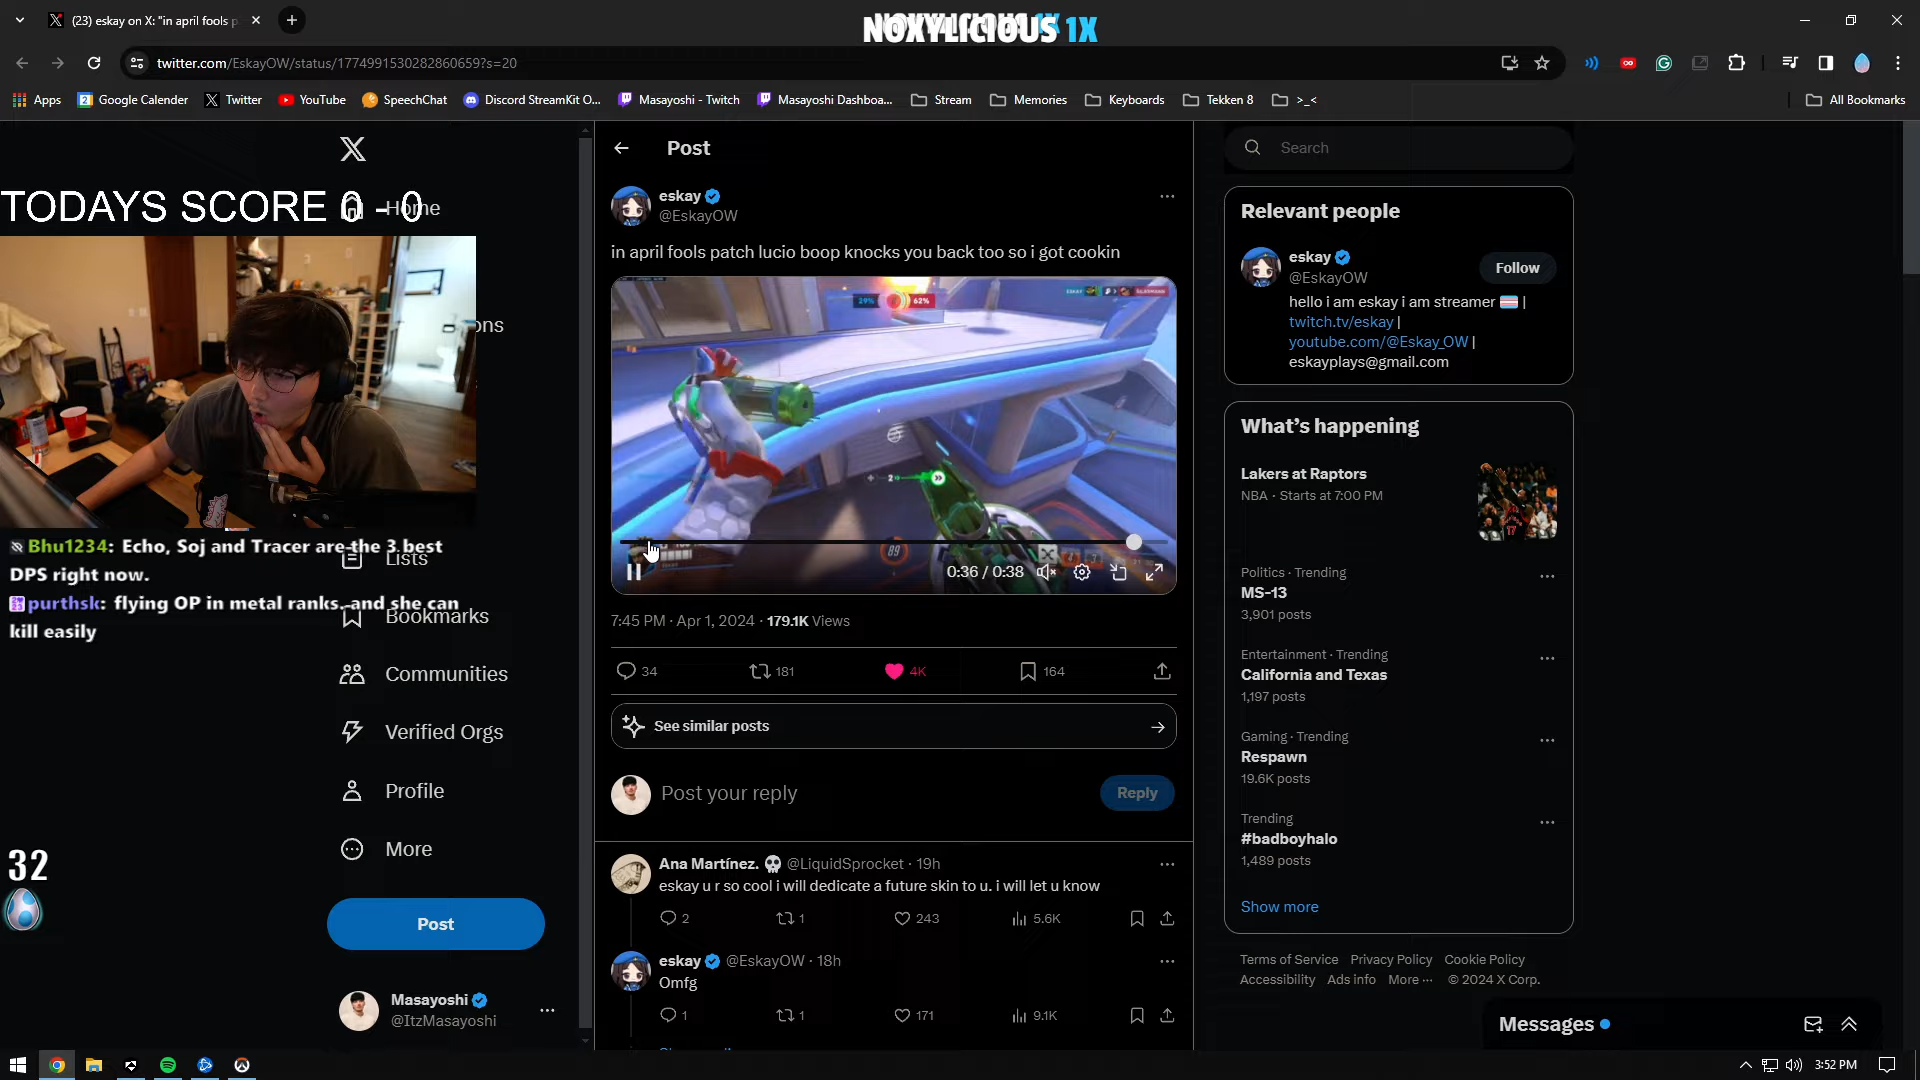 (23) eskay on X: "in april fools p
NOXYLICIOUS 1X
twitter.com/EskayOW/status/1774991530282860659?s=20
Apps
Google Calender
Twitter
YouTube
SpeechChat
Discord StreamKit O...
Masayoshi - Twitch
Masayoshi Dashboa...
Stream
Memories
Keyboards
Tekken 8
>_<
All Bookmarks
TODAYS SCORE 0 - 0
Home
ons
Bhu1234: Echo, Soj and Tracer are the 3 best
DPS right now.
Lists
purthsk: flying OP in metal ranks. and she can
kill easily
Bookmarks
Communities
Verified Orgs
Profile
More
32
Post
Masayoshi
@ItzMasayoshi
Post
eskay
@EskayOW
in april fools patch lucio boop knocks you back too so i got cookin
29%
62%
2
89
0:36 / 0:38
7:45 PM · Apr 1, 2024 · 179.1K Views
34
181
4K
164
See similar posts
Post your reply
Reply
Ana Martínez. 💀 @LiquidSprocket · 19h
eskay u r so cool i will dedicate a future skin to u. i will let u know
2
1
243
5.6K
eskay @EskayOW · 18h
Omfg
1
1
171
9.1K
Search
Relevant people
eskay
@EskayOW
Follow
hello i am eskay i am streamer |
twitch.tv/eskay |
youtube.com/@Eskay_OW |
eskayplays@gmail.com
What's happening
Lakers at Raptors
NBA · Starts at 7:00 PM
Politics · Trending
MS-13
3,901 posts
Entertainment · Trending
California and Texas
1,197 posts
Gaming · Trending
Respawn
19.6K posts
Trending
#badboyhalo
1,489 posts
Show more
Terms of Service Privacy Policy Cookie Policy
Accessibility Ads info More ··· © 2024 X Corp.
Messages
3:52 PM